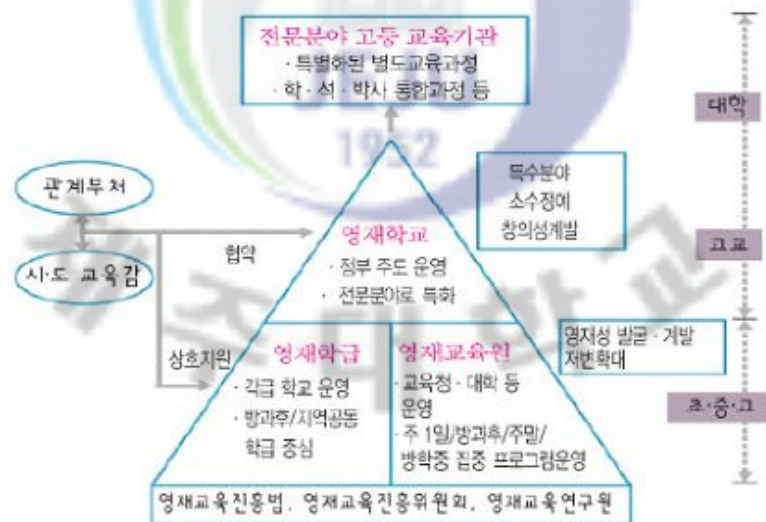 전문분야 고등 교육기관
· 특별화된 별도교육과정
· 학 · 석 · 박사 통합과정 등
대학
1952
특수분야
소수정예
창의성계발
관계부처
시·도 교육감
협약
영재학교
· 정부 주도 운영
· 전문분야로 특화
고교
영재성 발굴 · 계발
저변확대
상호지원
영재학급
· 각급 학교 운영
· 방과후/지역공동
학급 중심
영재교육원
· 교육청 · 대학 등
운영
· 주 1일/방과후/주말/
방학중 집중 프로그램운영
초·중·고
영재교육진흥법, 영재교육진흥위원회, 영재교육연구원
제주대학교